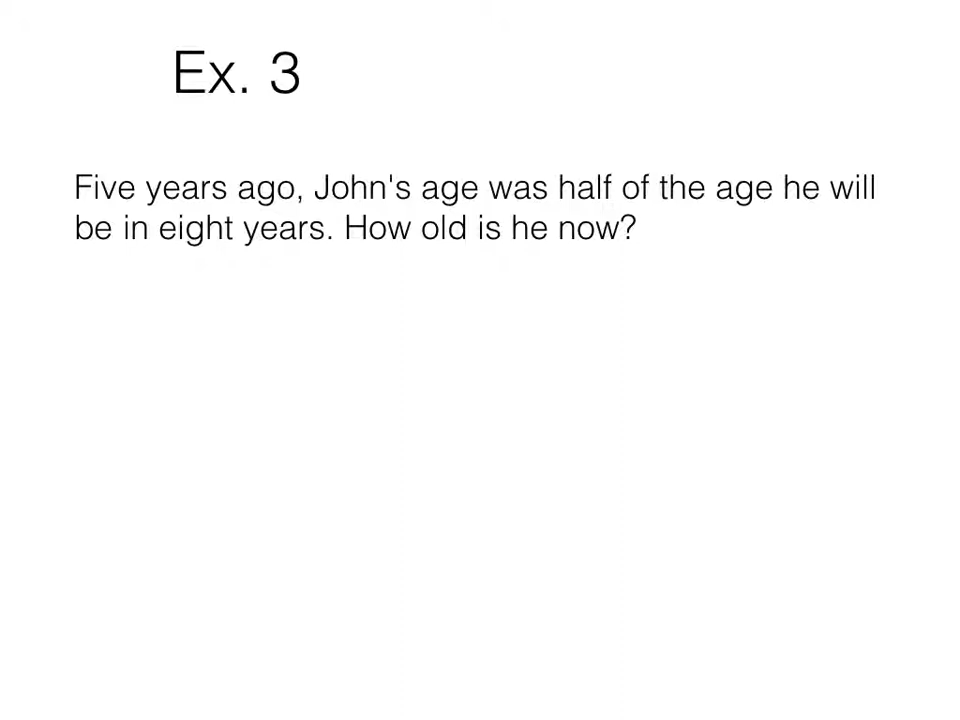 Ex. 3
Five years ago, John's age was half of the age he will
be in eight years. How old is he now?